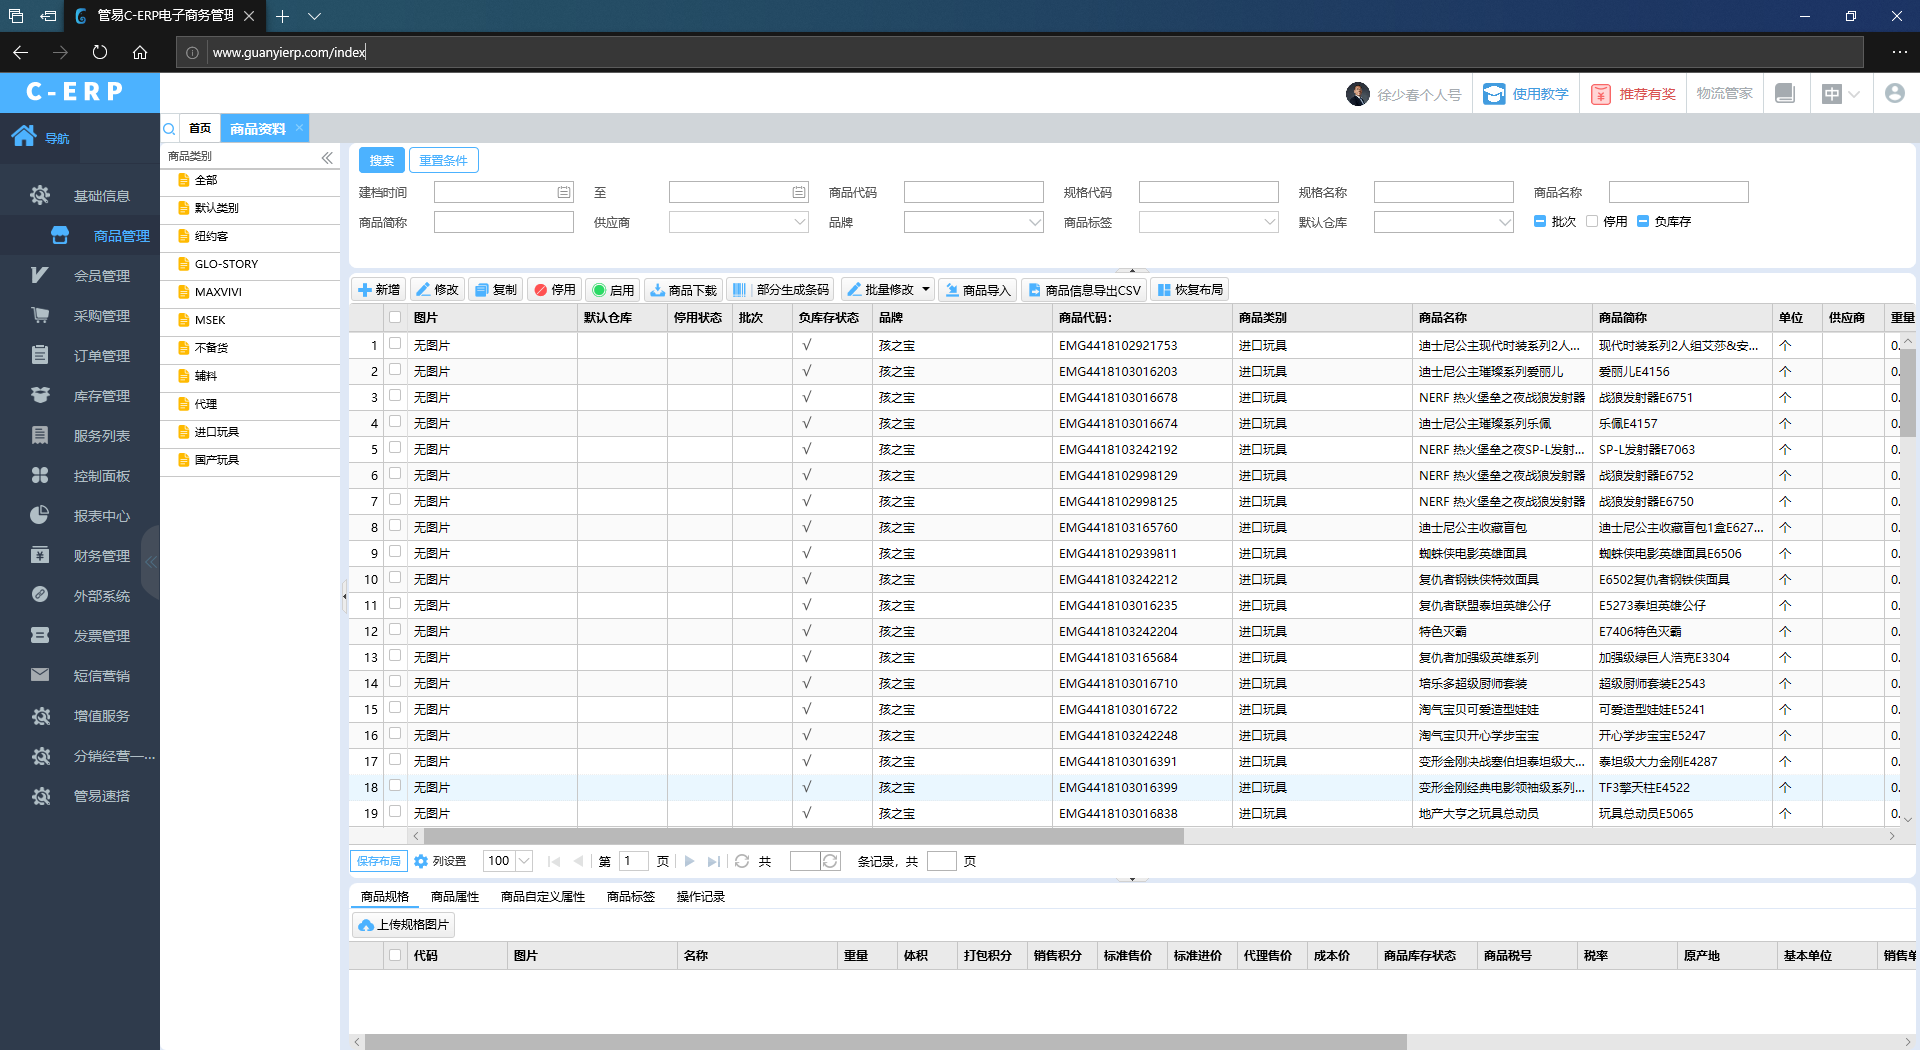 管易C-ERP电子商务管理
www.guanyierp.com/index
C-ERP
徐少春个人号 使用教学 推荐有奖 物流管家 中
导航
首页 商品资料
基础信息
商品管理
会员管理
采购管理
订单管理
库存管理
服务列表
控制面板
报表中心
财务管理
外部系统
发票管理
短信营销
增值服务
分销经营一...
管易速搭
商品类别
全部
默认类别
纽约客
GLO-STORY
MAXVIVI
MSEK
不备货
辅料
代理
进口玩具
国产玩具
搜索 重置条件
建档时间 至 商品代码 规格代码 规格名称 商品名称
商品简称 供应商 品牌 商品标签 默认仓库 批次 停用 负库存
新增 修改 复制 停用 启用 商品下载 部分生成条码 批量修改 商品导入 商品信息导出CSV 恢复布局
图片 默认仓库 停用状态 批次 负库存状态 品牌 商品代码： 商品类别 商品名称 商品简称 单位 供应商 重量
1 无图片 √ 孩之宝 EMG4418102921753 进口玩具 迪士尼公主现代时装系列2人... 现代时装系列2人组艾莎&安... 个 0.
2 无图片 √ 孩之宝 EMG4418103016203 进口玩具 迪士尼公主璀璨系列爱丽儿 爱丽儿E4156 个 0.
3 无图片 √ 孩之宝 EMG4418103016678 进口玩具 NERF 热火堡垒之夜战狼发射器 战狼发射器E6751 个 0.
4 无图片 √ 孩之宝 EMG4418103016674 进口玩具 迪士尼公主璀璨系列乐佩 乐佩E4157 个 0.
5 无图片 √ 孩之宝 EMG4418103242192 进口玩具 NERF 热火堡垒之夜SP-L发射... SP-L发射器E7063 个 0.
6 无图片 √ 孩之宝 EMG4418102998129 进口玩具 NERF 热火堡垒之夜战狼发射器 战狼发射器E6752 个 0.
7 无图片 √ 孩之宝 EMG4418102998125 进口玩具 NERF 热火堡垒之夜战狼发射器 战狼发射器E6750 个 0.
8 无图片 √ 孩之宝 EMG4418103165760 进口玩具 迪士尼公主收藏盲包 迪士尼公主收藏盲包1盒E627... 个 0.
9 无图片 √ 孩之宝 EMG4418102939811 进口玩具 蜘蛛侠电影英雄面具 蜘蛛侠电影英雄面具E6506 个 0.
10 无图片 √ 孩之宝 EMG4418103242212 进口玩具 复仇者钢铁侠特效面具 E6502复仇者钢铁侠面具 个 0.
11 无图片 √ 孩之宝 EMG4418103016235 进口玩具 复仇者联盟泰坦英雄公仔 E5273泰坦英雄公仔 个 0.
12 无图片 √ 孩之宝 EMG4418103242204 进口玩具 特色灭霸 E7406特色灭霸 个 0.
13 无图片 √ 孩之宝 EMG4418103165684 进口玩具 复仇者加强级英雄系列 加强级绿巨人浩克E3304 个 0.
14 无图片 √ 孩之宝 EMG4418103016710 进口玩具 培乐多超级厨师套装 超级厨师套装E2543 个 0.
15 无图片 √ 孩之宝 EMG4418103016722 进口玩具 淘气宝贝可爱造型娃娃 可爱造型娃娃E5241 个 0.
16 无图片 √ 孩之宝 EMG4418103242248 进口玩具 淘气宝贝开心学步宝宝 开心学步宝宝E5247 个 0.
17 无图片 √ 孩之宝 EMG4418103016391 进口玩具 变形金刚决战塞伯坦泰坦级大... 泰坦级大力金刚E4287 个 0.
18 无图片 √ 孩之宝 EMG4418103016399 进口玩具 变形金刚经典电影领袖级系列... TF3擎天柱E4522 个 0.
19 无图片 √ 孩之宝 EMG4418103016838 进口玩具 地产大亨之玩具总动员 玩具总动员E5065 个 0.
保存布局 列设置 100 第 1 页 共 条记录，共 页
商品规格 商品属性 商品自定义属性 商品标签 操作记录
上传规格图片
代码 图片 名称 重量 体积 打包积分 销售积分 标准售价 标准进价 代理售价 成本价 商品库存状态 商品税号 税率 原产地 基本单位 销售单